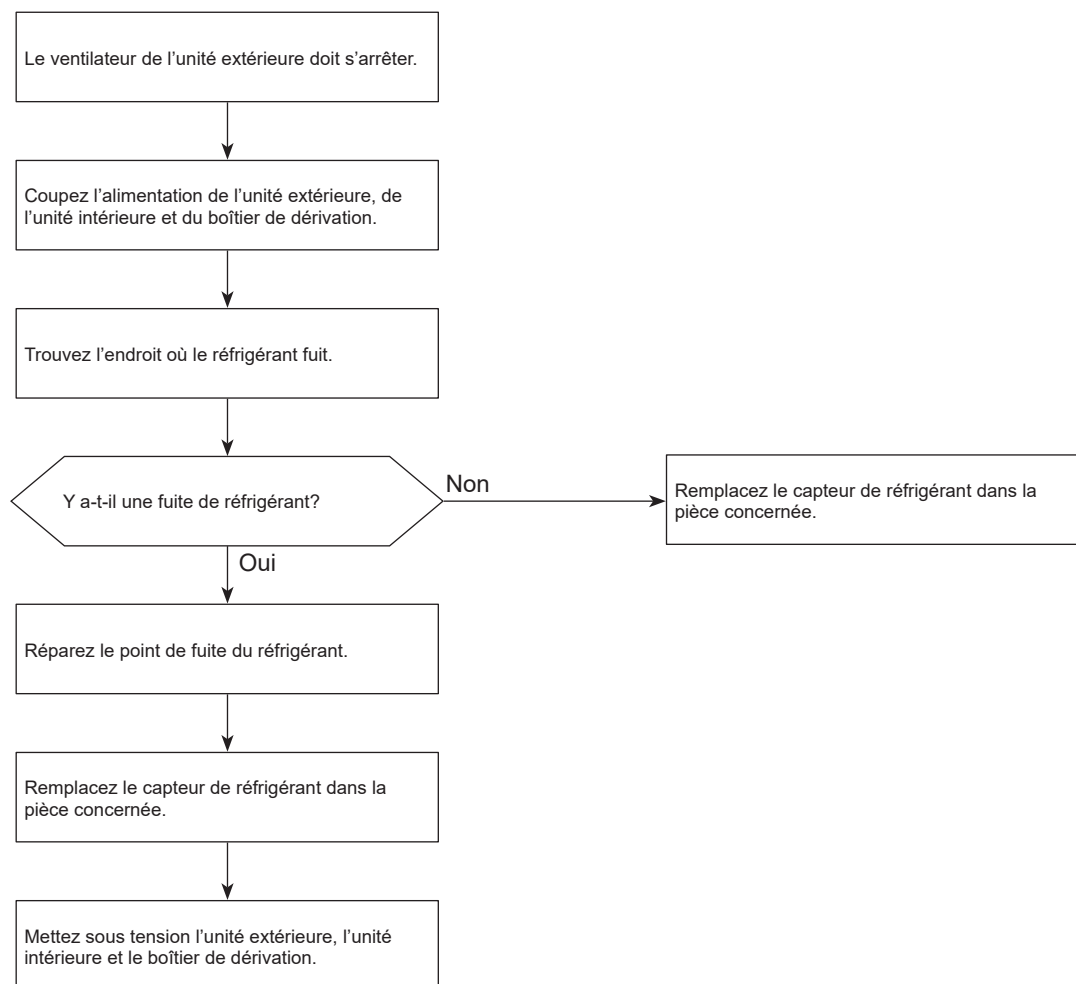 Le ventilateur de l’unité extérieure doit s’arrêter.
Coupez l’alimentation de l’unité extérieure, de
l’unité intérieure et du boîtier de dérivation.
Trouvez l’endroit où le réfrigérant fuit.
Y a-t-il une fuite de réfrigérant?
Non
Remplacez le capteur de réfrigérant dans la
pièce concernée.
Oui
Réparez le point de fuite du réfrigérant.
Remplacez le capteur de réfrigérant dans la
pièce concernée.
Mettez sous tension l’unité extérieure, l’unité
intérieure et le boîtier de dérivation.